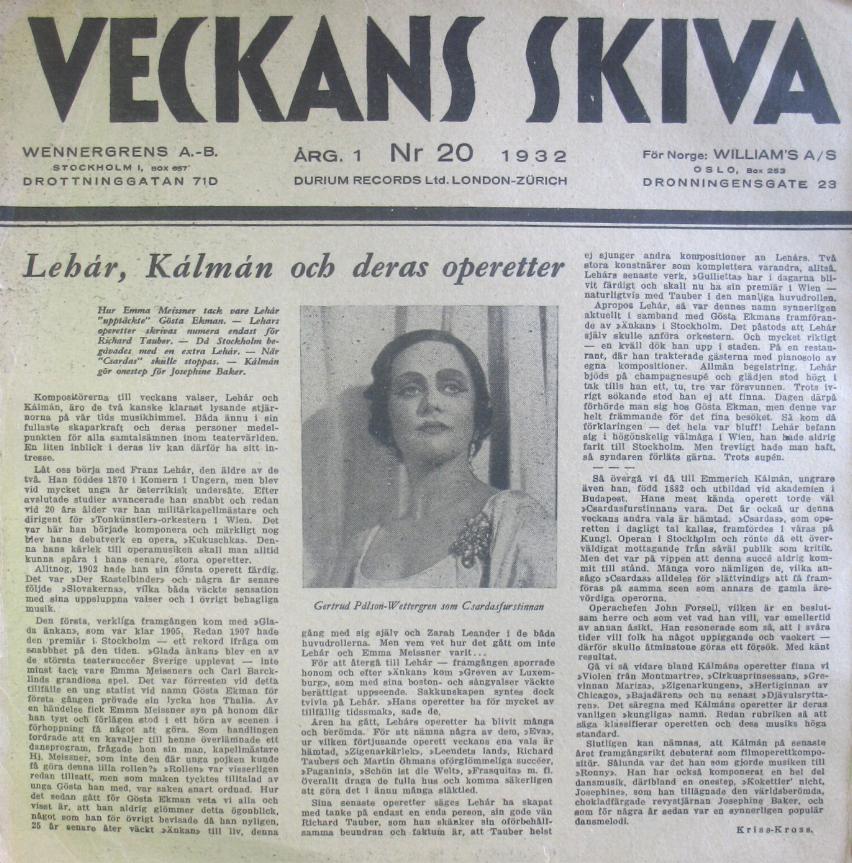 VECKANS SKIVA
WENNERGRENS A.-B.
STOCKHOLM 1, BOX 657
DROTTNINGGATAN 71D
ÅRG. 1 Nr 20 1932
DURIUM RECORDS Ltd. LONDON-ZÜRICH
För Norge: WILLIAM'S A/S
OSLO, Box 253
DRONNINGENSGATE 23
Lehár, Kálmán och deras operetter
Hur Emma Meissner tack vare Lehár
"upptäckte" Gösta Ekman. — Lehars
operetter skrivas numera endast för
Richard Tauber. — Då Stockholm be-
gåvades med en extra Lehár. — När
"Csardas" skulle stoppas. — Kálmán
gör onestep för Josephine Baker.
Kompositörerna till veckans valser, Lehár och
Kálmán, äro de två kanske klarast lysande stjär-
norna på vår tids musikhimmel. Båda ännu i sin
fullaste skaparkraft och deras personer medel-
punkten för alla samtalsämnen inom teatervärlden.
En liten inblick i deras liv kan därför ha sitt in-
tresse.
Låt oss börja med Franz Lehár, den äldre av de
två. Han föddes 1870 i Komern i Ungern, men blev
vid mycket unga år österrikisk undersåte. Efter
avslutade studier avancerade han snabbt och redan
vid 20 års ålder var han militärkapellmästare och
dirigent för »Tonkünstler»-orkestern i Wien. Det
var här han började komponera och märkligt nog
blev hans debutverk en opera, »Kukuschka». Den-
na hans kärlek till operamusiken skall man alltid
kunna spåra i hans senare, stora operetter.
Alltnog, 1902 hade han sin första operett färdig.
Det var »Der Rastelbinder» och några år senare
följde »Slovakerna», vilka båda väckte sensation
med sina uppsluppna valser och i övrigt behagliga
musik.
Den första, verkliga framgången kom med »Gla-
da änkan», som var klar 1905. Redan 1907 hade
den premiär i Stockholm — ett rekord ifråga om
snabbhet på den tiden. »Glada änkan» blev en av
de största teatersuccéer Sverige upplevat — inte
minst tack vare Emma Meissners och Carl Barck-
linds grandiosa spel. Det var förresten vid detta
tillfälle en ung statist vid namn Gösta Ekman för
första gången prövade sin lycka hos Thalia. Av
en händelse fick Emma Meissner syn på honom där
han tyst och förlägen stod i ett hörn av scenen i
förhoppning få något att göra. Som handlingen
fordrade att en kavaljer till henne överlämnade ett
dansprogram, frågade hon sin man, kapellmästare
Hj. Meissner, »om inte den där unga pojken kunde
få göra denna lilla rollen?» »Rollen» var visserligen
redan tillsatt, men som maken tycktes tilltalad av
unga Gösta han med, var saken snart ordnad. Hur
det sedan gått för Gösta Ekman veta vi alla och
visst är, att han aldrig glömmer detta ögonblick,
något som han för övrigt bevisade då han nyligen,
25 år senare åter väckt »Änkan» till liv, denna
Gertrud Pålson-Wettergren som Csardasfurstinnan
gång med sig själv och Zarah Leander i de båda
huvudrollerna. Men vem vet hur det gått om inte
Lehár och Emma Meissner varit...
För att återgå till Lehár — framgången sporrade
honom och efter »Änkan» kom »Greven av Luxem-
burg», som med sina boston- och sångvalser väckte
berättigat uppseende. Sakkunskapen syntes dock
tvivla på Lehár. »Hans operetter ha för mycket av
tillfällig tidssmak», sade de.
Åren ha gått, Lehárs operetter ha blivit många
och berömda. För att nämna några av dem, »Eva»,
ur vilken förtjusande operett veckans ena vals är
hämtad, »Zigenarkärlek», »Leendets land», Richard
Taubers och Martin Öhmans oförglömmeliga succéer,
»Paganini», »Schön ist die Welt», »Frasquita» m. fl.
Överallt draga de fulla hus och komma säkerligen
att göra det i ännu många släktled.
Sina senaste operetter säges Lehár ha skapat
med tanke på endast en enda person, sin gode vän
Richard Tauber, som han skänker sin oförbehåll-
samma beundran och faktum är, att Tauber helst
ej sjunger andra kompositioner än Lehárs. Två
stora konstnärer som komplettera varandra, alltså.
Lehárs senaste verk, »Guilietta» har i dagarna bli-
vit färdigt och skall nu ha sin premiär i Wien —
naturligtvis med Tauber i den manliga huvudrollen.
Apropos Lehár, så var dennes namn synnerligen
aktuellt i samband med Gösta Ekmans framföran-
de av »Änkan» i Stockholm. Det påstods att Lehár
själv skulle anföra orkestern. Och mycket riktigt
— en kväll dök han upp i staden. På en restau-
rant, där han trakterade gästerna med pianosolo av
egna kompositioner. Allmän begeistring. Lehár
bjöds på champagnesupé och glädjen stod högt i
tak tills han ett, tu, tre var försvunnen. Trots iv-
rigt sökande stod han ej att finna. Dagen därpå
förhörde man sig hos Gösta Ekman, men denne var
helt främmande för det fina besöket. Så kom då
förklaringen — det hela var bluff! Lehár befann
sig i högönsklig välmåga i Wien, han hade aldrig
farit till Stockholm. Men trevligt hade man haft,
så syndaren förläts gärna. Trots supén.
— — —
Så övergå vi då till Emmerich Kálmán, ungrare
även han, född 1882 och utbildad vid akademien i
Budapest. Hans mest kända operett torde väl
»Csardasfurstinnan» vara. Det är också ur denna
veckans andra vals är hämtad. »Csardas», som ope-
retten i dagligt tal kallas, framfördes i våras på
Kungl. Operan i Stockholm och rönte då ett över-
väldigat mottagande från såväl publik som kritik.
Men det var på vippen att denna succé aldrig kom-
mit till stånd. Många voro nämligen de, vilka an-
sågo »Csardas» alldeles för »lättvindig» att få fram-
föras på samma scen som annars de gamla äre-
vördiga operorna.
Operachefen John Forsell, vilken är en beslut-
sam herre och som vet vad han vill, var emellertid
av annan åsikt. Han resonerade som så, att i svåra
tider vill folk ha något uppiggande och vackert —
därför skulle åtminstone göras ett försök. Med känt
resultat.
Gå vi så vidare bland Kálmáns operetter finna vi
»Violen från Montmartre», »Cirkusprinsessan», »Gre-
vinnan Mariza», »Zigenarkungen», »Hertiginnan av
Chicago», »Bajadären» och nu senast »Djävulsrytta-
ren». Det säregna med Kálmáns operetter är deras
vanligen »kungliga» namn. Redan rubriken så att
säga klassifierar operetten och dess musiks höga
standard.
Slutligen kan nämnas, att Kálmán på senaste
året framgångsrikt debuterat som filmoperettkompo-
sitör. Sålunda var det han som gjorde musiken till
»Ronny». Han har också komponerat en hel del
dansmusik, däribland en onestep, »Kokettier' nicht,
Josephine», som han tillägnade den världsberömda,
chokladfärgade revystjärnan Josephine Baker, och
som för några år sedan var en synnerligen populär
dansmelodi.
Kriss-Kross.